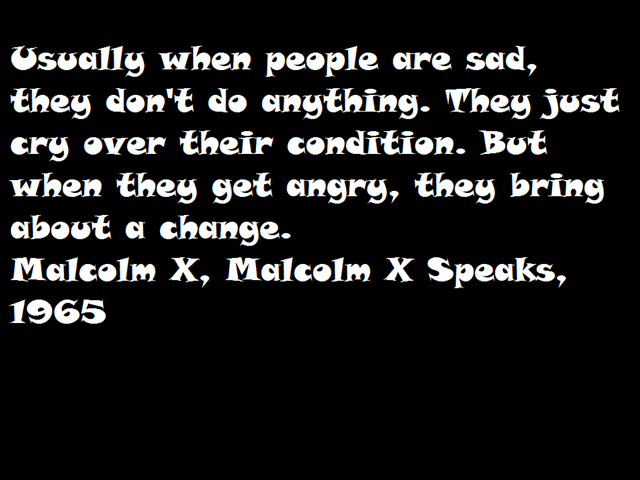 Usually when people are sad,
they don't do anything. They just
cry over their condition. But
when they get angry, they bring
about a change.
Malcolm X, Malcolm X Speaks,
1965